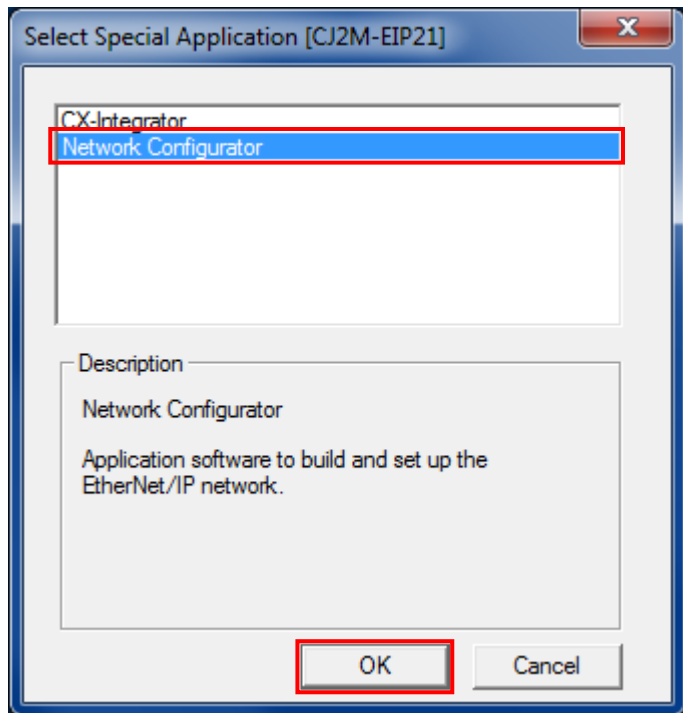 Select Special Application [CJ2M-EIP21]
CX-Integrator
Network Configurator
Description
Network Configurator
Application software to build and set up the
EtherNet/IP network.
OK
Cancel